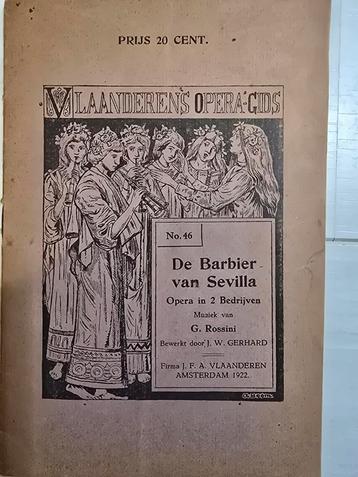 PRIJS 20 CENT.
VLAANDEREN'S OPERA-GIDS
No. 46
De Barbier
van Sevilla
Opera in 2 Bedrijven
Muziek van
G. Rossini
Bewerkt door J. W. GERHARD
Firma J. F. A. VLAANDEREN
AMSTERDAM 1922.